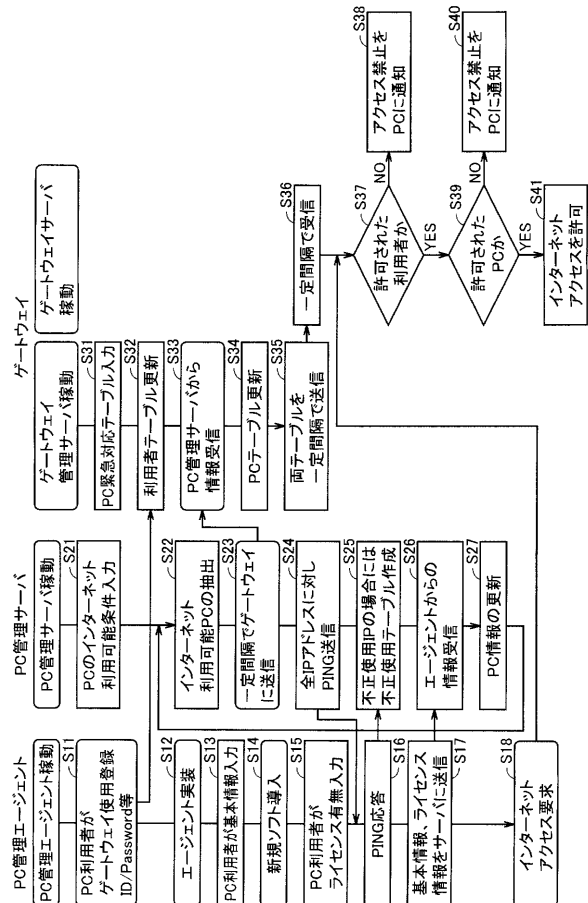 PC管理エージェント
PC管理エージェント稼動
S11
PC利用者が
ゲートウェイ使用登録
ID/Password等
S12
エージェント実装
S13
PC利用者が基本情報入力
S14
新規ソフト導入
S15
PC利用者が
ライセンス有無入力
S16
PING応答
S17
基本情報、ライセンス
情報をサーバに送信
S18
インターネット
アクセス要求
PC管理サーバ
PC管理サーバ稼動
S21
PCのインターネット
利用可能条件入力
S22
インターネット
利用可能PCの抽出
S23
一定間隔でゲートウェイ
に送信
S24
全IPアドレスに対し
PING送信
S25
不正使用IPの場合には
不正使用テーブル作成
S26
エージェントからの
情報受信
S27
PC情報の更新
ゲートウェイ
ゲートウェイ
管理サーバ稼動
S31
PC緊急対応テーブル入力
S32
利用者テーブル更新
S33
PC管理サーバから
情報受信
S34
PCテーブル更新
S35
両テーブルを
一定間隔で送信
ゲートウェイサーバ
稼動
S36
一定間隔で受信
S37
許可された
利用者か
NO
S38
アクセス禁止を
PCに通知
YES
S39
許可された
PCか
NO
S40
アクセス禁止を
PCに通知
YES
S41
インターネット
アクセスを許可